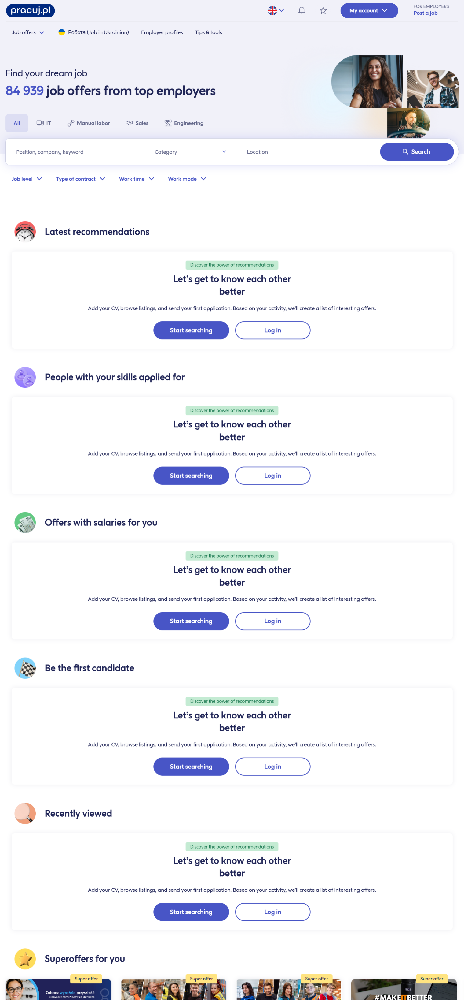 pracuj.pl
My account
FOR EMPLOYERS
Post a job
Job offers
Робота (Job in Ukrainian)
Employer profiles
Tips & tools
Find your dream job
84 939 job offers from top employers
All
IT
Manual labor
Sales
Engineering
Position, company, keyword
Category
Location
Search
Job level
Type of contract
Work time
Work mode
Latest recommendations
Discover the power of recommendations
Let's get to know each other
better
Add your CV, browse listings, and send your first application. Based on your activity, we'll create a list of interesting offers.
Start searching
Log in
People with your skills applied for
Discover the power of recommendations
Let's get to know each other
better
Add your CV, browse listings, and send your first application. Based on your activity, we'll create a list of interesting offers.
Start searching
Log in
Offers with salaries for you
Discover the power of recommendations
Let's get to know each other
better
Add your CV, browse listings, and send your first application. Based on your activity, we'll create a list of interesting offers.
Start searching
Log in
Be the first candidate
Discover the power of recommendations
Let's get to know each other
better
Add your CV, browse listings, and send your first application. Based on your activity, we'll create a list of interesting offers.
Start searching
Log in
Recently viewed
Discover the power of recommendations
Let's get to know each other
better
Add your CV, browse listings, and send your first application. Based on your activity, we'll create a list of interesting offers.
Start searching
Log in
Superoffers for you
Super offer
Super offer
Super offer
Super offer
Zobacz wyraźnie przyszłość
i rozwijaj z nami Pracownie Optyczne
ITDS
#MAKEITBETTER